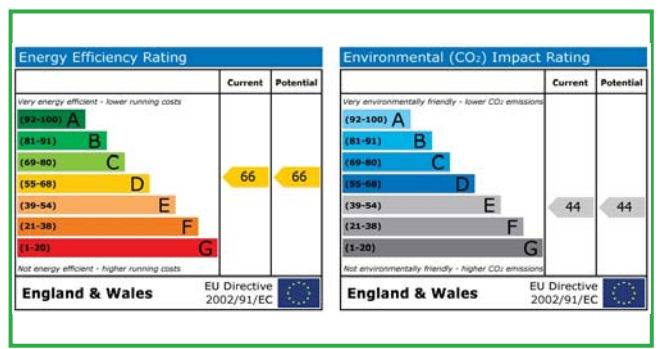 Energy Efficiency Rating
Current Potential
Very energy efficient - lower running costs
(92-100) A
(81-91) B
(69-80) C
(55-68) D
66 66
(39-54) E
(21-38) F
(1-20) G
Not energy efficient - higher running costs
England & Wales
EU Directive
2002/91/EC
Environmental (CO₂) Impact Rating
Current Potential
Very environmentally friendly - lower CO₂ emissions
(92-100) A
(81-91) B
(69-80) C
(55-68) D
(39-54) E
44 44
(21-38) F
(1-20) G
Not environmentally friendly - higher CO₂ emissions
England & Wales
EU Directive
2002/91/EC